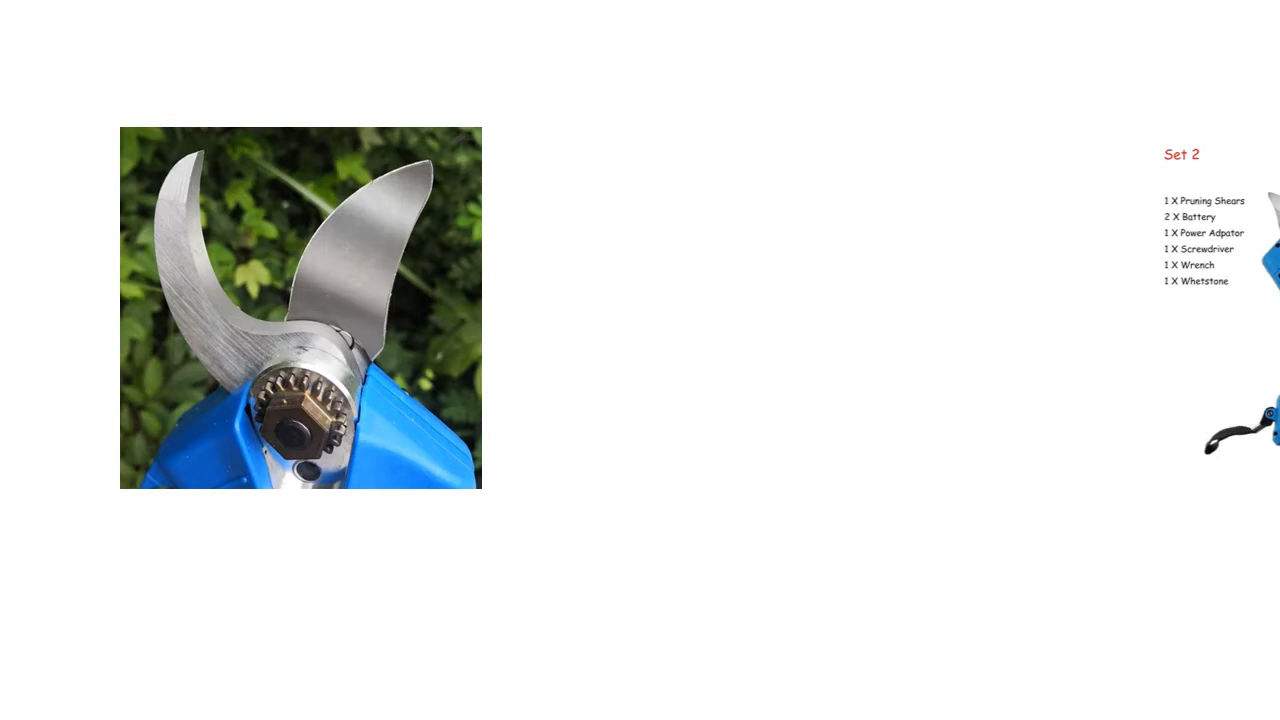 Set 2
1 X Pruning Shears
2 X Battery
1 X Power Adpator
1 X Screwdriver
1 X Wrench
1 X Whetstone